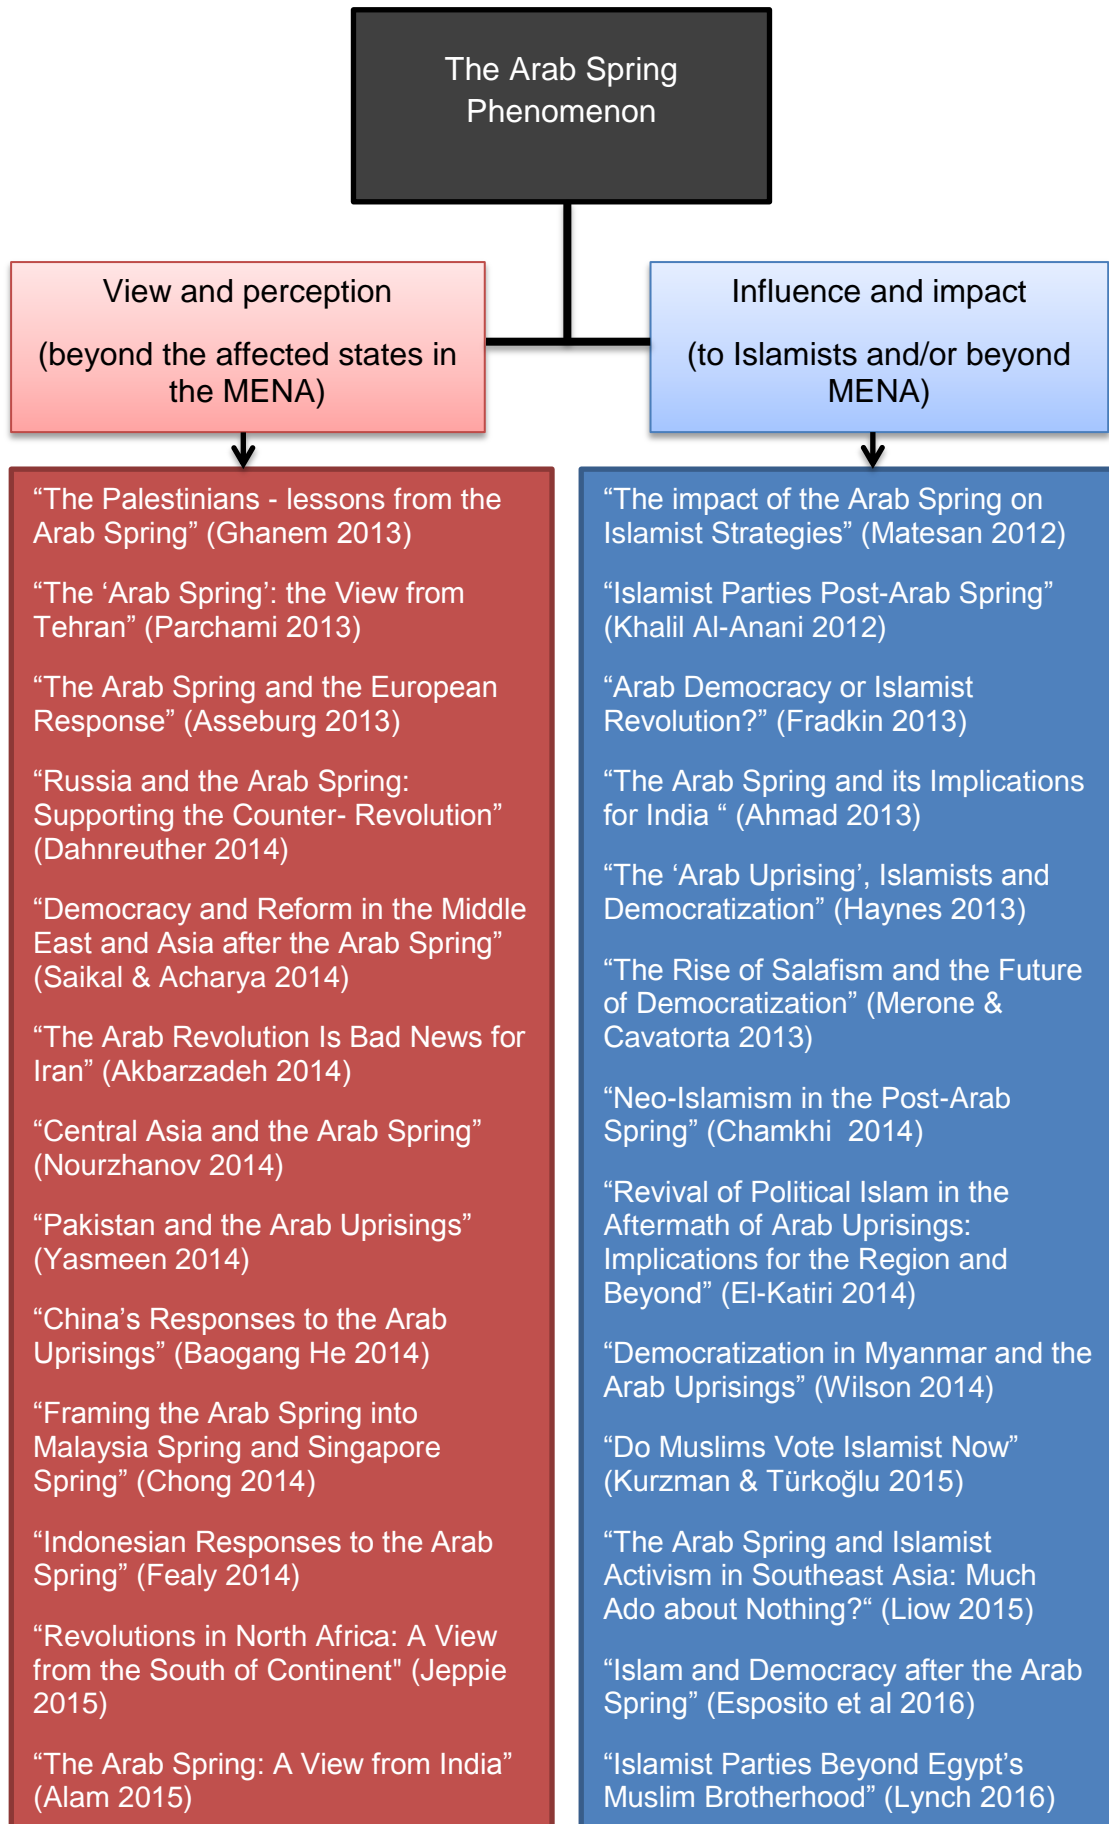 The Arab Spring
Phenomenon
View and perception
(beyond the affected states in
the MENA)
Influence and impact
(to Islamists and/or beyond
MENA)
“The Palestinians - lessons from the
Arab Spring” (Ghanem 2013)
“The ‘Arab Spring’: the View from
Tehran” (Parchami 2013)
“The Arab Spring and the European
Response” (Asseburg 2013)
“Russia and the Arab Spring:
Supporting the Counter- Revolution”
(Dahnreuther 2014)
“Democracy and Reform in the Middle
East and Asia after the Arab Spring”
(Saikal & Acharya 2014)
“The Arab Revolution Is Bad News for
Iran” (Akbarzadeh 2014)
“Central Asia and the Arab Spring”
(Nourzhanov 2014)
“Pakistan and the Arab Uprisings”
(Yasmeen 2014)
“China’s Responses to the Arab
Uprisings” (Baogang He 2014)
“Framing the Arab Spring into
Malaysia Spring and Singapore
Spring” (Chong 2014)
“Indonesian Responses to the Arab
Spring” (Fealy 2014)
“Revolutions in North Africa: A View
from the South of Continent" (Jeppie
2015)
“The Arab Spring: A View from India”
(Alam 2015)
“The impact of the Arab Spring on
Islamist Strategies” (Matesan 2012)
“Islamist Parties Post-Arab Spring”
(Khalil Al-Anani 2012)
“Arab Democracy or Islamist
Revolution?” (Fradkin 2013)
“The Arab Spring and its Implications
for India “ (Ahmad 2013)
“The ‘Arab Uprising’, Islamists and
Democratization” (Haynes 2013)
“The Rise of Salafism and the Future
of Democratization” (Merone &
Cavatorta 2013)
“Neo-Islamism in the Post-Arab
Spring” (Chamkhi  2014)
“Revival of Political Islam in the
Aftermath of Arab Uprisings:
Implications for the Region and
Beyond” (El-Katiri 2014)
“Democratization in Myanmar and the
Arab Uprisings” (Wilson 2014)
“Do Muslims Vote Islamist Now”
(Kurzman & Türkoğlu 2015)
“The Arab Spring and Islamist
Activism in Southeast Asia: Much
Ado about Nothing?“ (Liow 2015)
“Islam and Democracy after the Arab
Spring” (Esposito et al 2016)
“Islamist Parties Beyond Egypt’s
Muslim Brotherhood” (Lynch 2016)